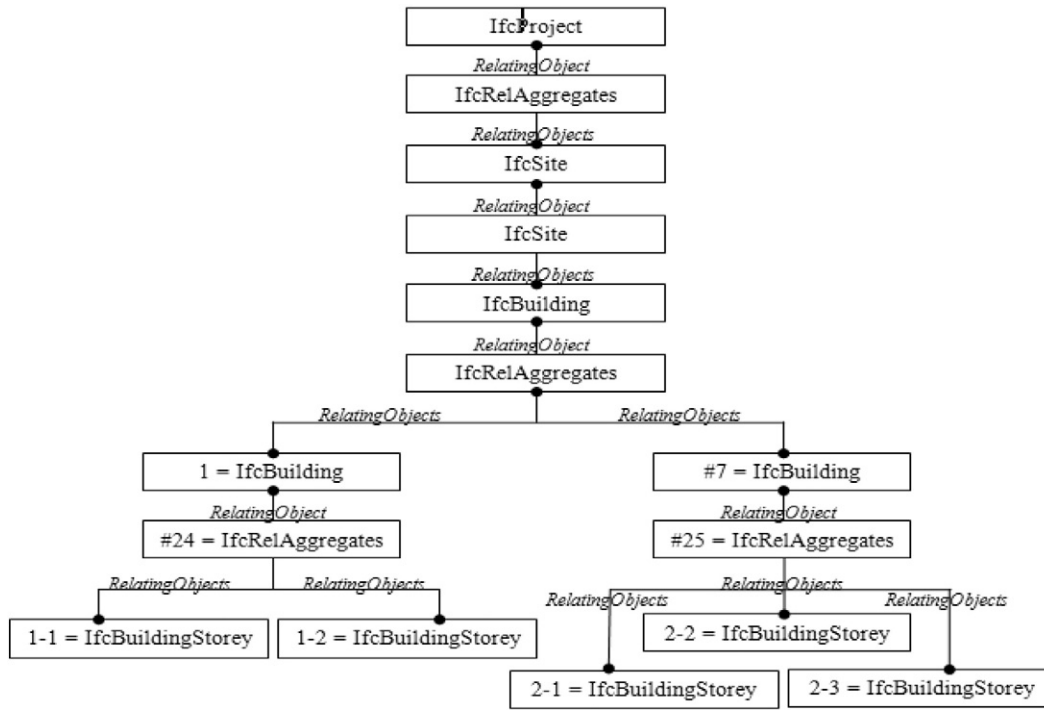 IfcProject
RelatingObject
IfcRelAggregates
RelatingObjects
IfcSite
RelatingObject
IfcSite
RelatingObjects
IfcBuilding
RelatingObject
IfcRelAggregates
RelatingObjects RelatingObjects
1 = IfcBuilding #7 = IfcBuilding
RelatingObject RelatingObject
#24 = IfcRelAggregates #25 = IfcRelAggregates
RelatingObjects RelatingObjects RelatingObjects
RelatingObjects RelatingObjects
1-1 = IfcBuildingStorey 1-2 = IfcBuildingStorey 2-2 = IfcBuildingStorey
2-1 = IfcBuildingStorey 2-3 = IfcBuildingStorey